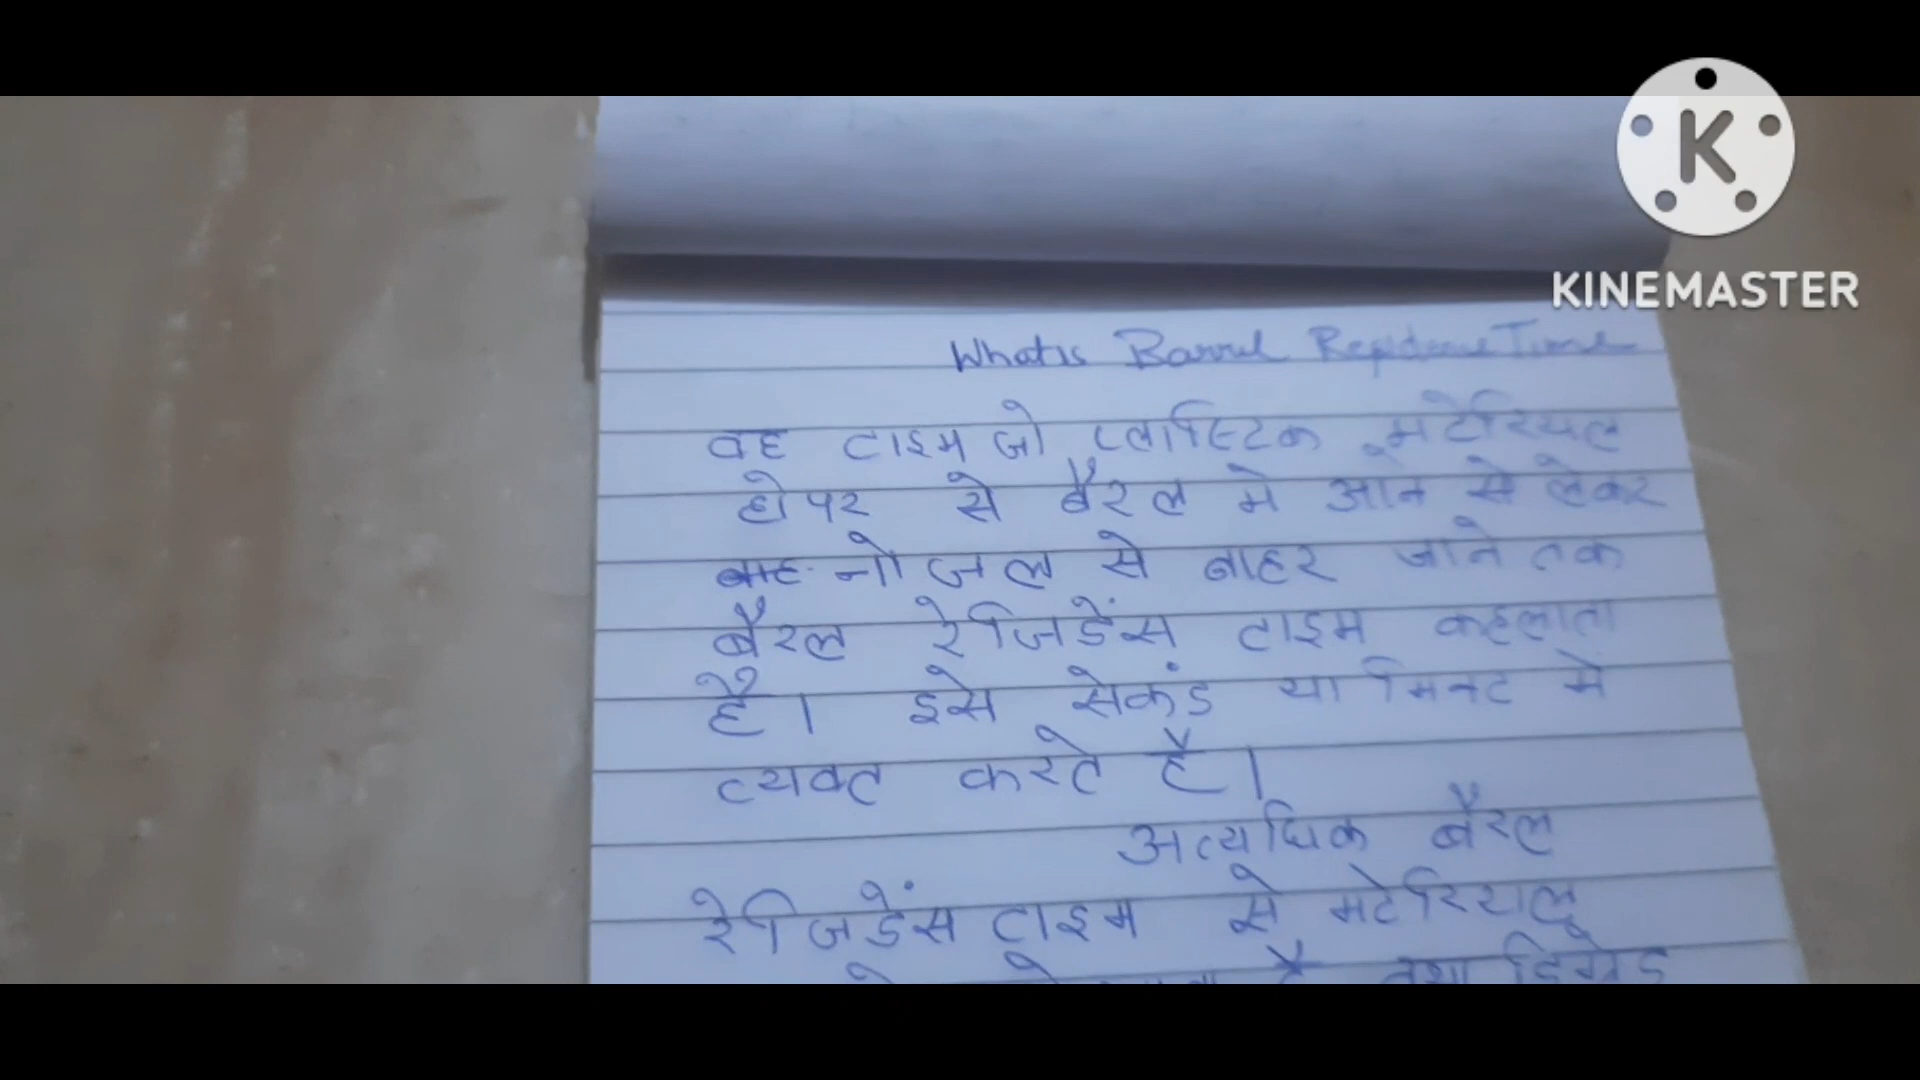 KINEMASTER
What is Barrel Residence Time
वह टाइम जो प्लास्टिक मटेरियल
होपर से बैरल मे आने से लेकर
नोजल से बाहर जाने तक
बैरल रेजिडेंस टाइम कहलाता
है। इसे सेकंड या मिनट में
व्यक्त करते है।
अत्यधिक बैरल
रेजिडेंस टाइम से मटेरियल
है तथा डिग्रेड